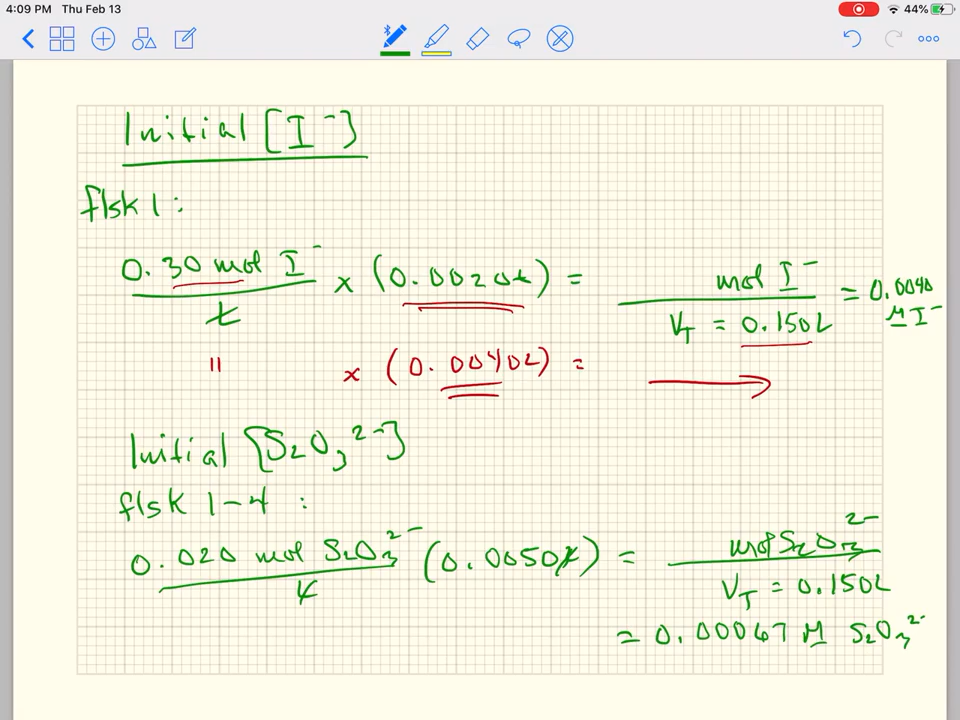 4:09 PM Thu Feb 13
44%
Initial [I⁻]
flsk 1 :
0.30 mol I⁻ / L × (0.0020L) = mol I⁻ / V_T = 0.150L = 0.0040 M I⁻
" × (0.0040L) =
Initial [S₂O₃²⁻]
flsk 1-4 :
0.020 mol S₂O₃²⁻ / L (0.0050L) = mol S₂O₃²⁻ / V_T = 0.150L
= 0.00067 M S₂O₃²⁻